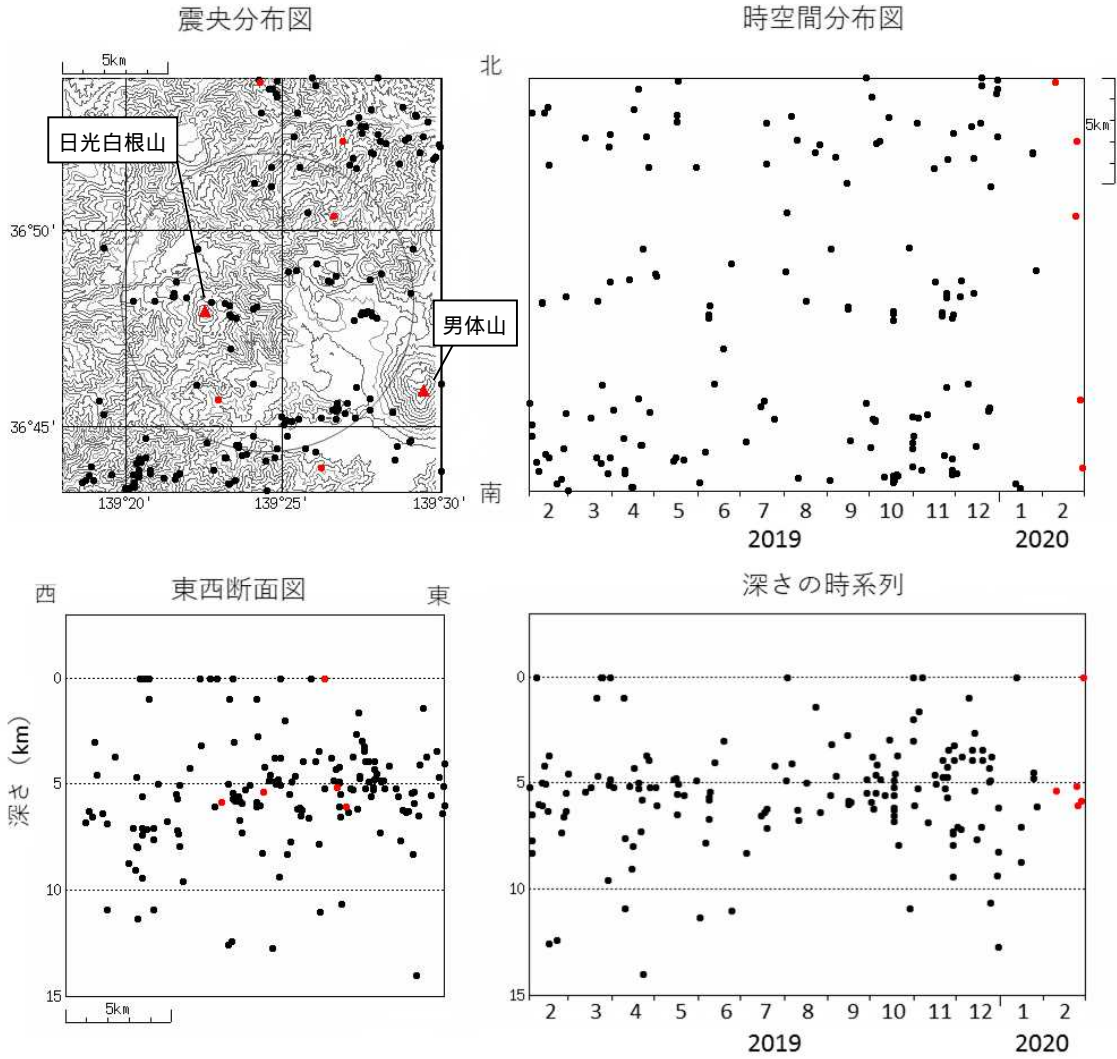 震央分布図
5km
北
日光白根山
36°50'
男体山
36°45'
南
139°20'
139°25'
139°30'
時空間分布図
5km
2 3 4 5 6 7 8 9 10 11 12 1 2
2019 2020
西 東西断面図 東
深さ（km）
0
5
10
15
5km
深さの時系列
0
5
10
15
2 3 4 5 6 7 8 9 10 11 12 1 2
2019 2020